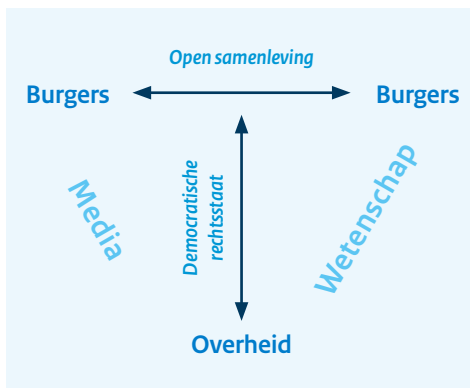 Open samenleving
Burgers
Burgers
Media
Democratische
rechtsstaat
Wetenschap
Overheid